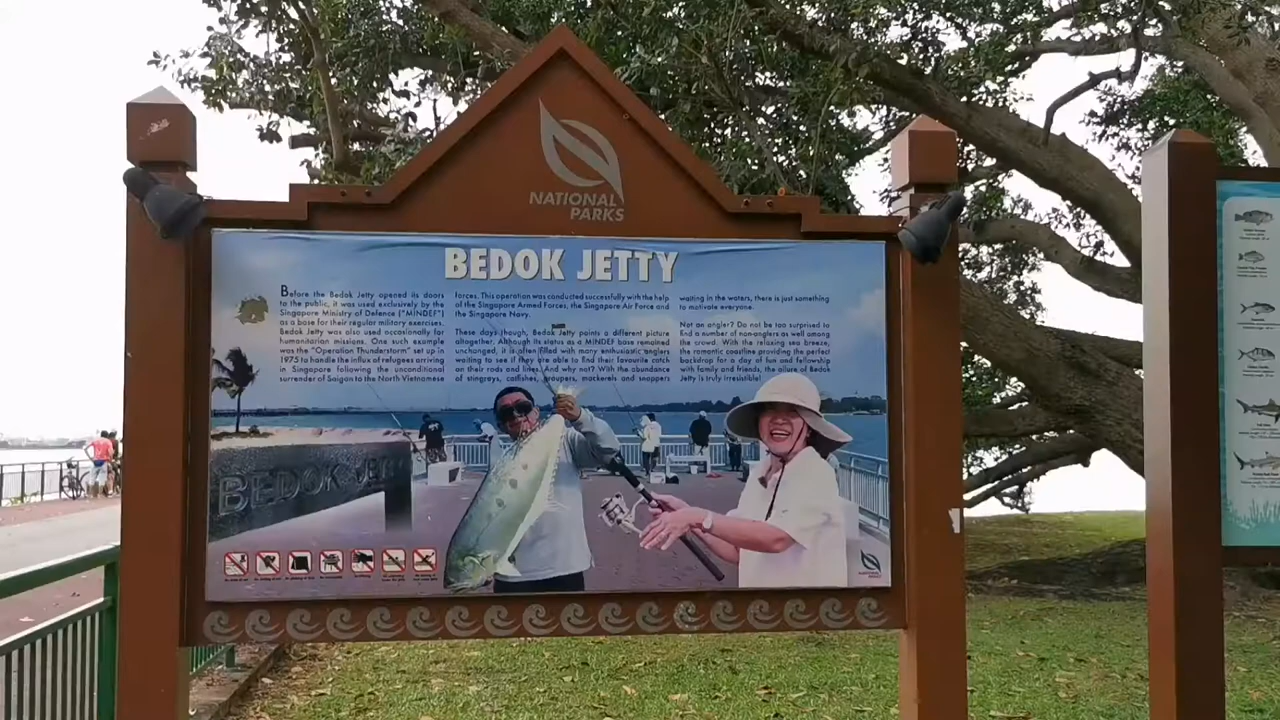 NATIONAL
PARKS
BEDOK JETTY
Before the Bedok Jetty opened its doors
to the public, it was used exclusively by the
Singapore Ministry of Defence ("MINDEF")
as a base for their regular military exercises.
Bedok Jetty was also used occasionally for
humanitarian missions. One such example
was the "Operation Thunderstorm" set up in
1975 to handle the influx of refugees arriving
in Singapore following the unconditional
surrender of Saigon to the North Vietnamese
forces. This operation was conducted successfully with the help
of the Singapore Armed Forces, the Singapore Air Force and
the Singapore Navy.
These days though, Bedok Jetty paints a different picture
altogether. Although its status as a MINDEF base remained
unchanged, it is often filled with many enthusiastic anglers
waiting to see if they are able to find their favourite catch
on their rods and lines. And why not? With the abundance
of stingrays, catfishes, groupers, mackerels and snappers
waiting in the waters, there is just something
to motivate everyone.
Not an angler? Do not be too surprised to
find a number of non-anglers as well among
the crowd. With the relaxing sea breeze,
the romantic coastline providing the perfect
backdrop for a day of fun and fellowship
with family and friends, the allure of Bedok
Jetty is truly irresistible!
BEDOK JETTY